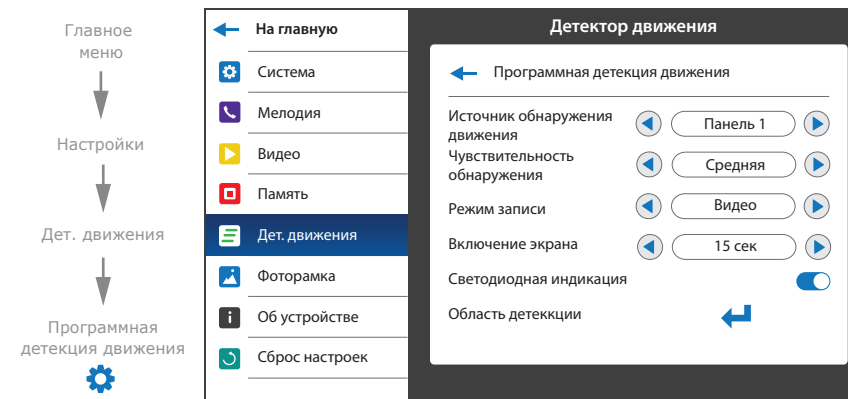 Главное
меню
Настройки
Дет. движения
Программная
детекция движения
На главную
Система
Мелодия
Видео
Память
Дет. движения
Фоторамка
Об устройстве
Сброс настроек
Детектор движения
Программная детекция движения
Источник обнаружения
движения
Панель 1
Чувствительность
обнаружения
Средняя
Режим записи
Видео
Включение экрана
15 сек
Светодиодная индикация
Область детеккции